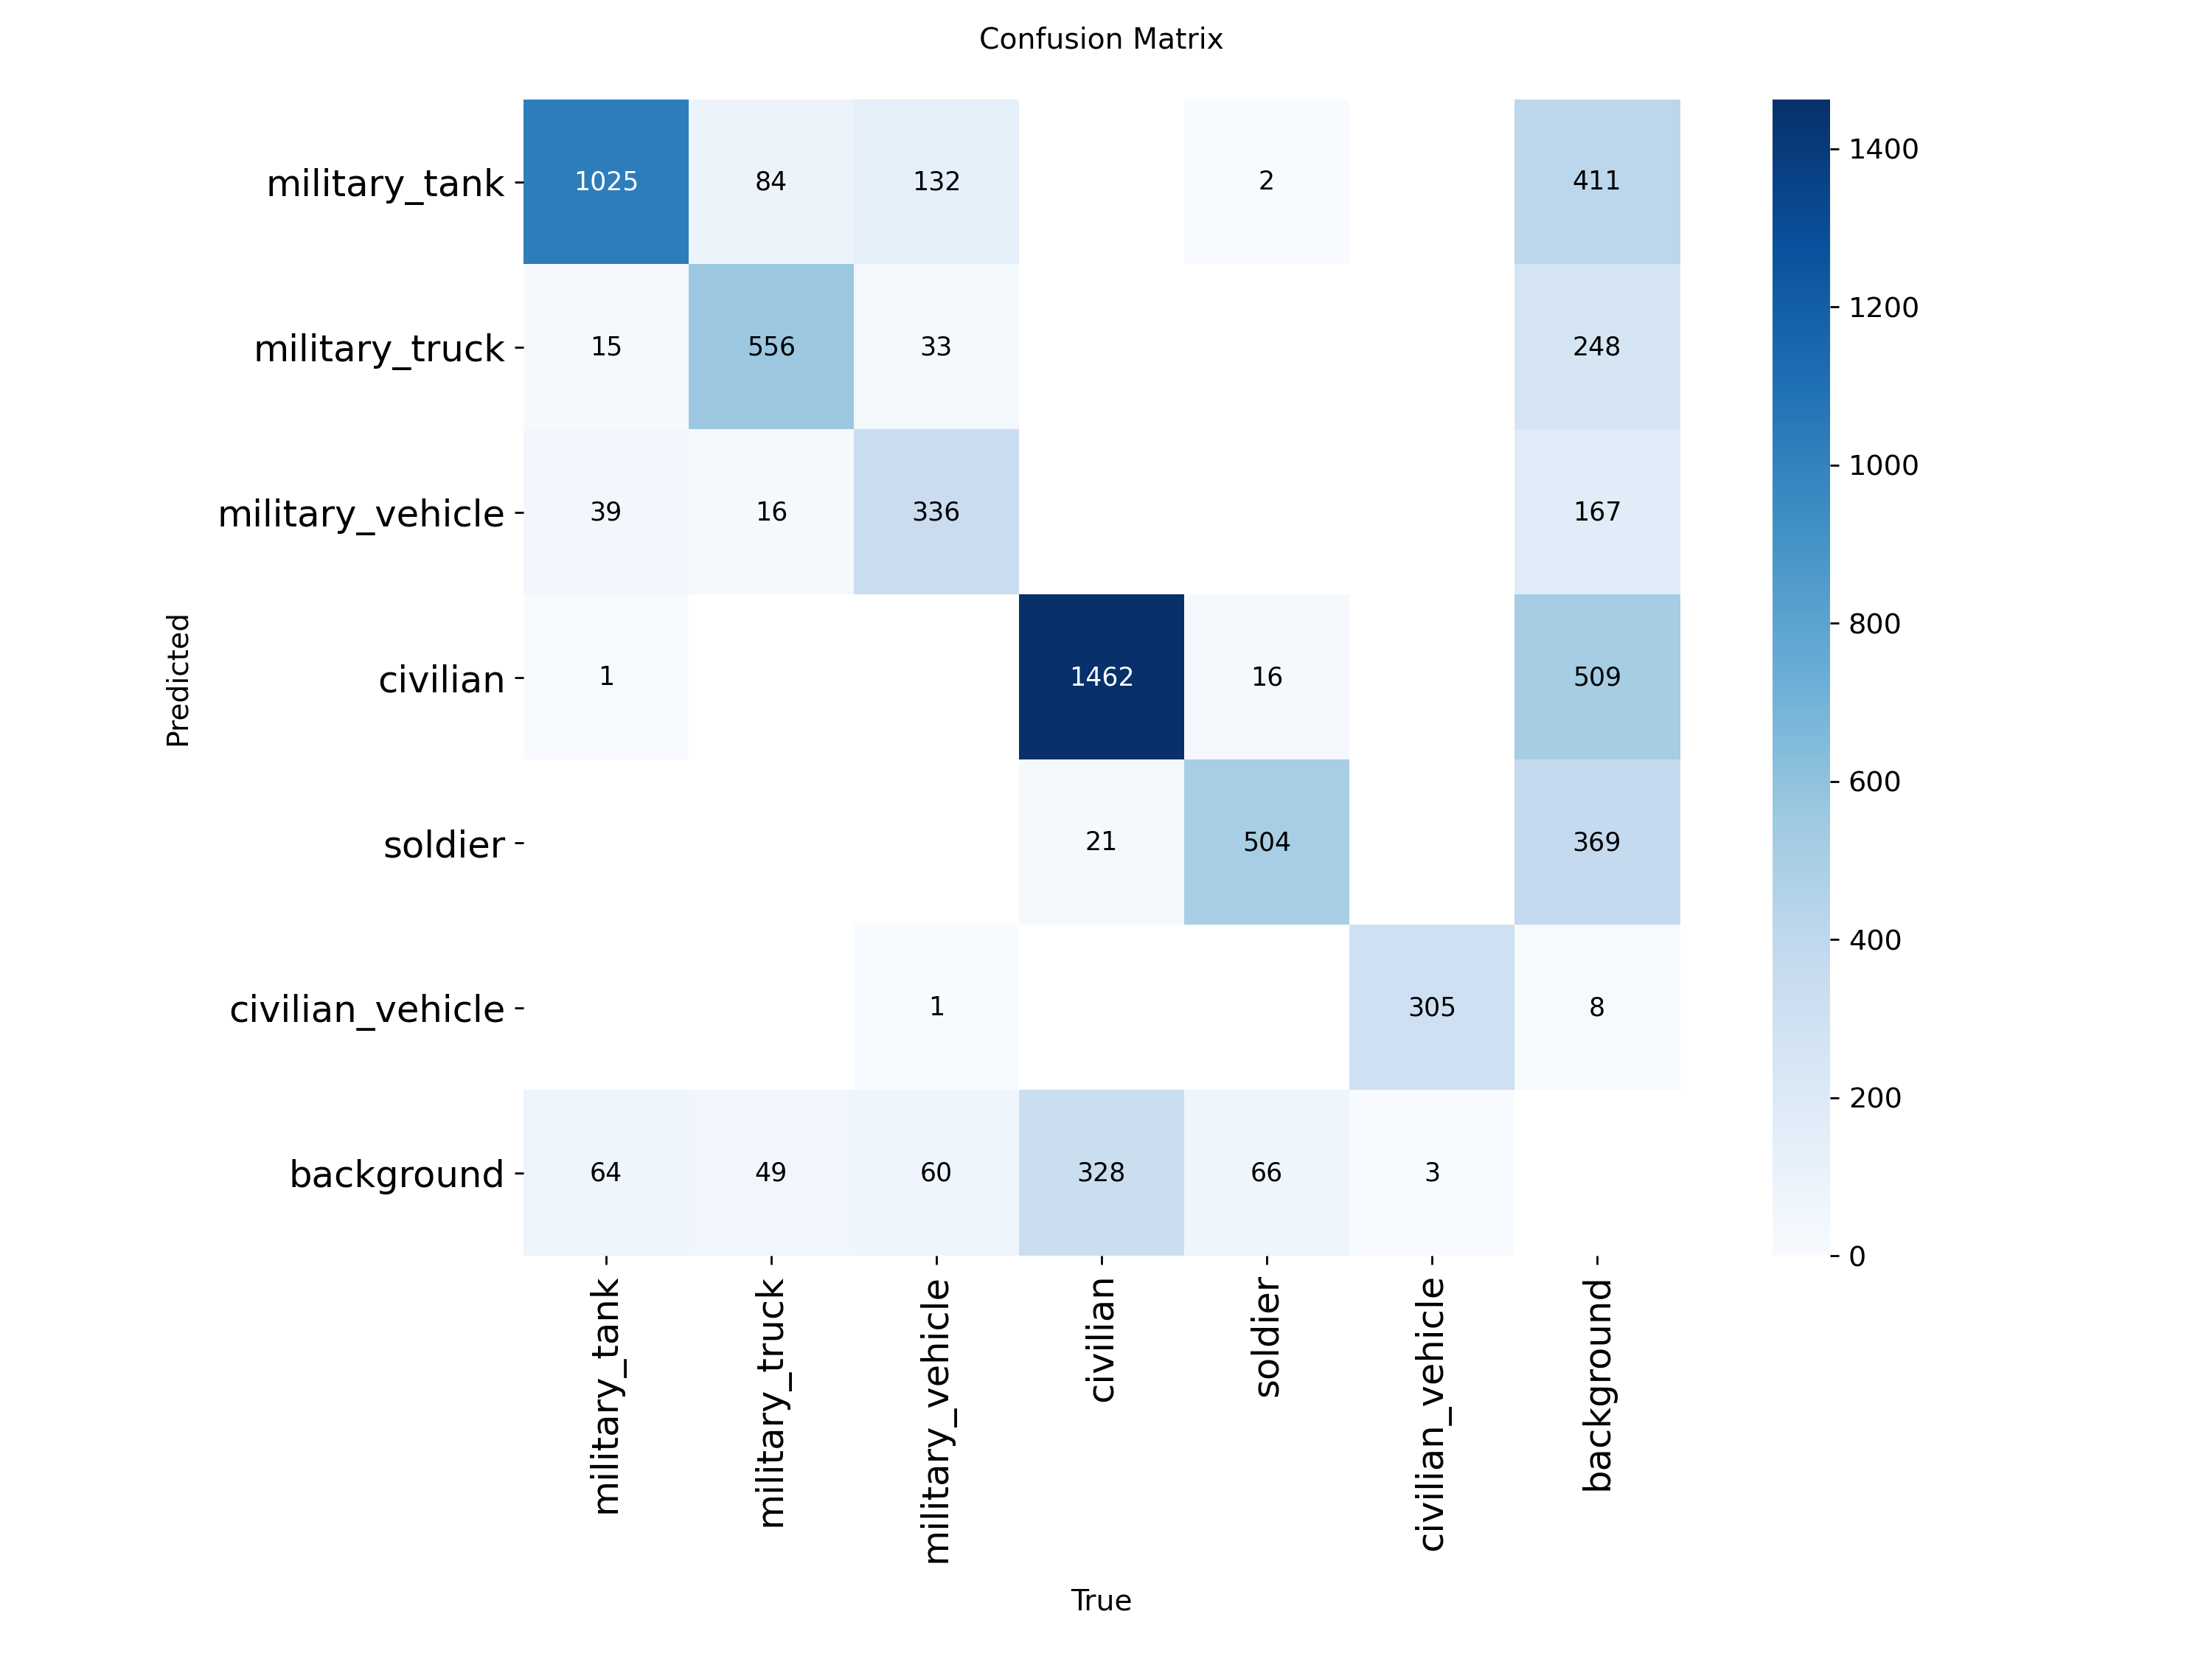 Confusion Matrix
military_tank 1025 84 132 2 411
military_truck 15 556 33 248
military_vehicle 39 16 336 167
civilian 1 1462 16 509
soldier 21 504 369
civilian_vehicle 1 305 8
background 64 49 60 328 66 3
Predicted
military_tank military_truck military_vehicle civilian soldier civilian_vehicle background
True
1400
1200
1000
800
600
400
200
0